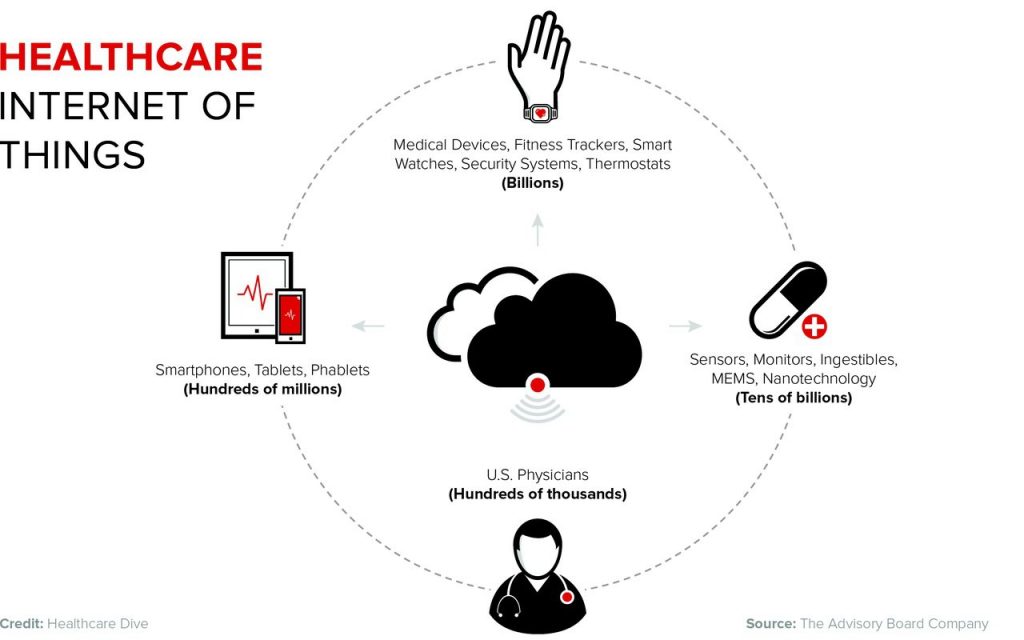 HEALTHCARE
INTERNET OF
THINGS
Medical Devices, Fitness Trackers, Smart
Watches, Security Systems, Thermostats
(Billions)
Smartphones, Tablets, Phablets
(Hundreds of millions)
Sensors, Monitors, Ingestibles,
MEMS, Nanotechnology
(Tens of billions)
U.S. Physicians
(Hundreds of thousands)
Credit: Healthcare Dive
Source: The Advisory Board Company